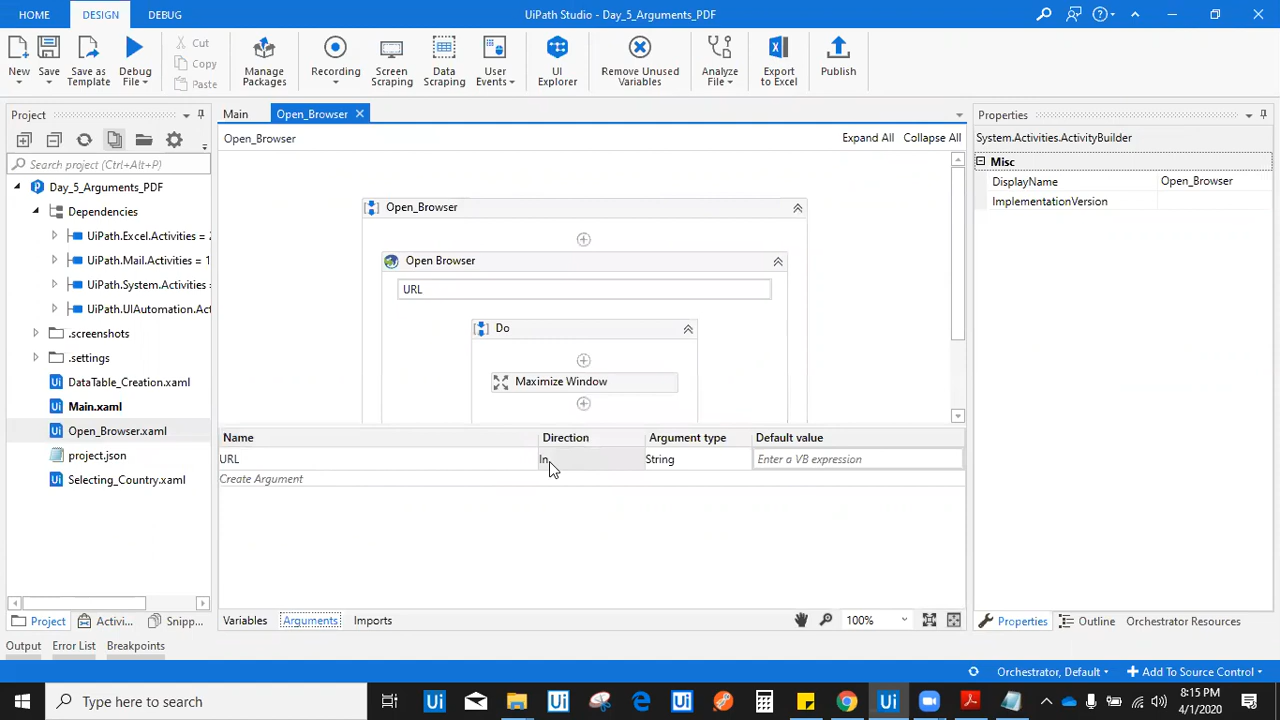 HOME DESIGN DEBUG UiPath Studio - Day_5_Arguments_PDF
New Save Save as Template Debug File Cut Copy Paste Manage Packages Recording Screen Scraping Data Scraping User Events UI Explorer Remove Unused Variables Analyze File Export to Excel Publish
Project
Search project (Ctrl+Alt+P)
Day_5_Arguments_PDF
Dependencies
UiPath.Excel.Activities = 2
UiPath.Mail.Activities = 1
UiPath.System.Activities =
UiPath.UIAutomation.Act
.screenshots
.settings
DataTable_Creation.xaml
Main.xaml
Open_Browser.xaml
project.json
Selecting_Country.xaml
Project Activi... Snipp...
Main Open_Browser
Open_Browser Expand All Collapse All
Open_Browser
Open Browser
URL
Do
Maximize Window
Name Direction Argument type Default value
URL In String Enter a VB expression
Create Argument
Variables Arguments Imports 100%
Properties
System.Activities.ActivityBuilder
Misc
DisplayName Open_Browser
ImplementationVersion
Properties Outline Orchestrator Resources
Output Error List Breakpoints
Orchestrator, Default Add To Source Control
Type here to search
8:15 PM
4/1/2020